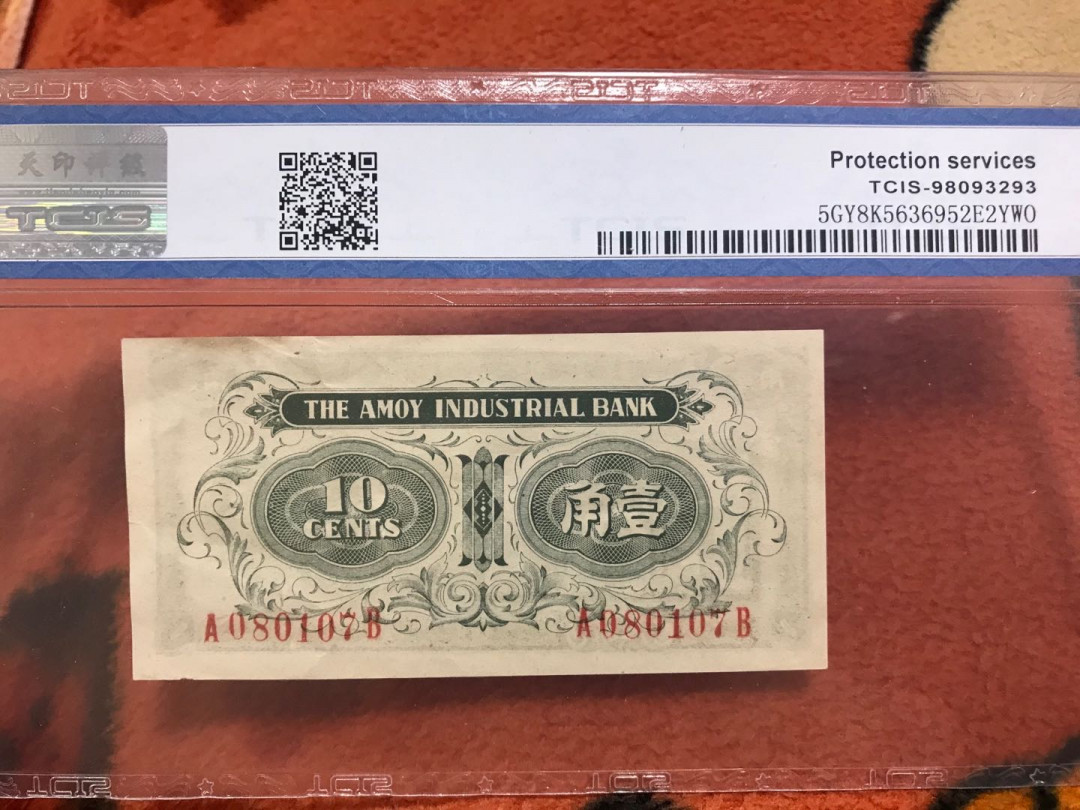 天印评级
TCIS
Protection services
TCIS-98093293
5GY8K5636952E2YWO
THE AMOY INDUSTRIAL BANK
10
CENTS
角壹
A080107B
A080107B